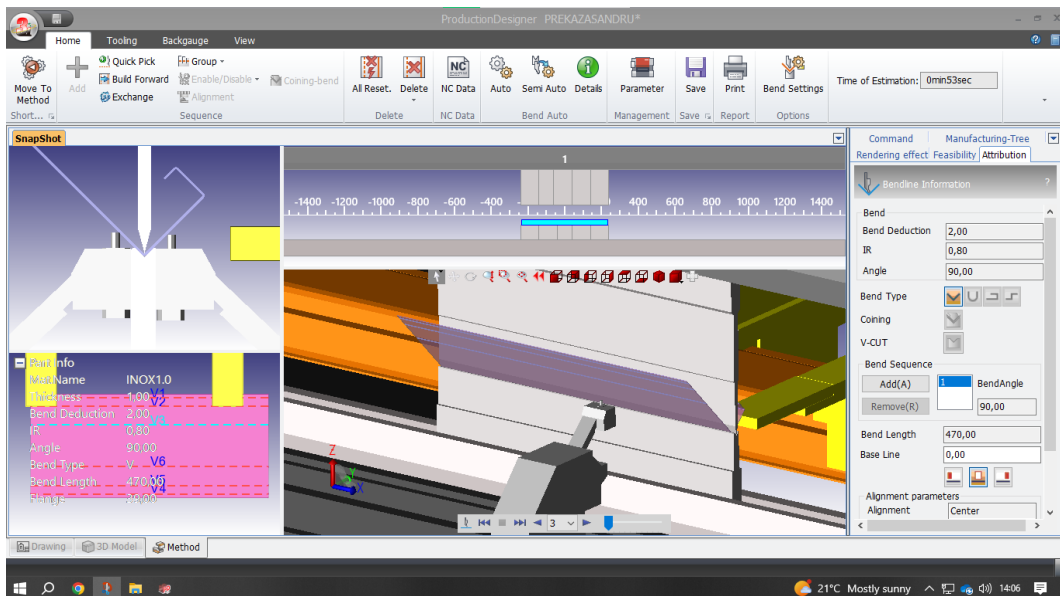 ProductionDesigner PREKAZASANDRU*
Home Tooling Backgauge View
Move To Method
Add
Quick Pick
Build Forward
Exchange
Group
Enable/Disable
Alignment
Coining-bend
All Reset.
Delete
NC
NC Data
Auto
Semi Auto
Details
Parameter
Save
Print
Bend Settings
Time of Estimation: 0min53sec
Short... Sequence Delete NC Data Bend Auto Management Save Report Options
SnapShot
1
-1400 -1200 -1000 -800 -600 -400 400 600 800 1000 1200 1400
Part Info
Matl Name INOX1.0
Thickness 1.00
Bend Deduction 2.00
IR 0.80
Angle 90.00
Bend Type V
Bend Length 470.00
V1
V2
V3
V6
V5
V4
Z
Y
X
3
Command Manufacturing-Tree
Rendering effect Feasibility Attribution
Bendline Information ?
Bend
Bend Deduction 2,00
IR 0,80
Angle 90,00
Bend Type
Coining
V-CUT
Bend Sequence
Add(A) 1 BendAngle
Remove(R) 90,00
Bend Length 470,00
Base Line 0,00
Alignment parameters
Alignment Center
Drawing 3D Model Method
21°C Mostly sunny 14:06